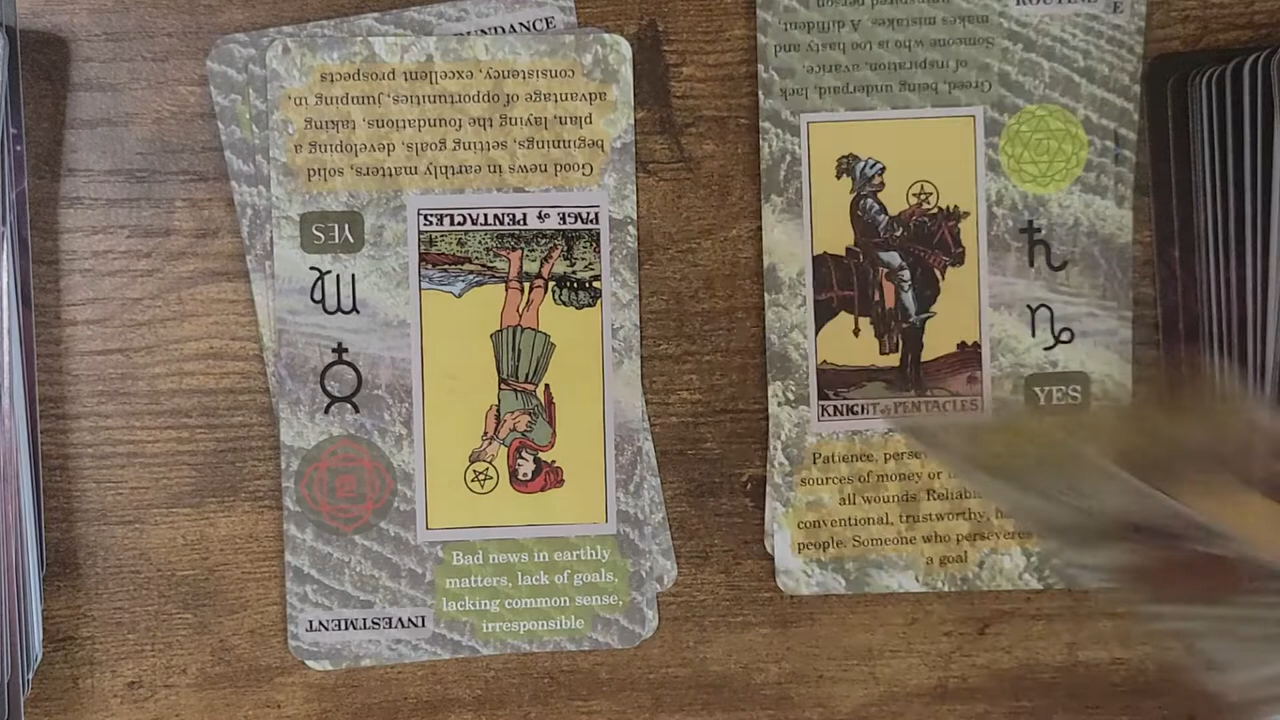 UNDANCE
Good news in earthly matters, solid
beginnings, setting goals, developing a
plan, laying the foundations, taking
advantage of opportunities, jumping in,
consistency, excellent prospects
YES
PAGE of PENTACLES.
Bad news in earthly
matters, lack of goals,
lacking common sense,
irresponsible
INVESTMENT
ROUTINE
E
Greed, being underpaid, lack
of inspiration, avarice.
Someone who is too hasty and
makes mistakes. A diffident,
uninspired person
KNIGHT of PENTACLES
YES
Patience, perse
sources of money or
all wounds. Reliabl
conventional, trustworthy, h
people. Someone who perseveres
a goal